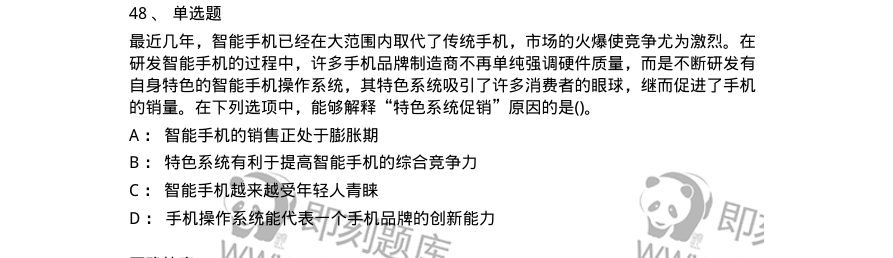 48 、 单选题
最近几年，智能手机已经在大范围内取代了传统手机，市场的火爆使竞争尤为激烈。在
研发智能手机的过程中，许多手机品牌制造商不再单纯强调硬件质量，而是不断研发有
自身特色的智能手机操作系统，其特色系统吸引了许多消费者的眼球，继而促进了手机
的销量。在下列选项中，能够解释“特色系统促销”原因的是()。
A ： 智能手机的销售正处于膨胀期
B ： 特色系统有利于提高智能手机的综合竞争力
C ： 智能手机越来越受年轻人青睐
D ： 手机操作系统能代表一个手机品牌的创新能力
即刻题库
即刻